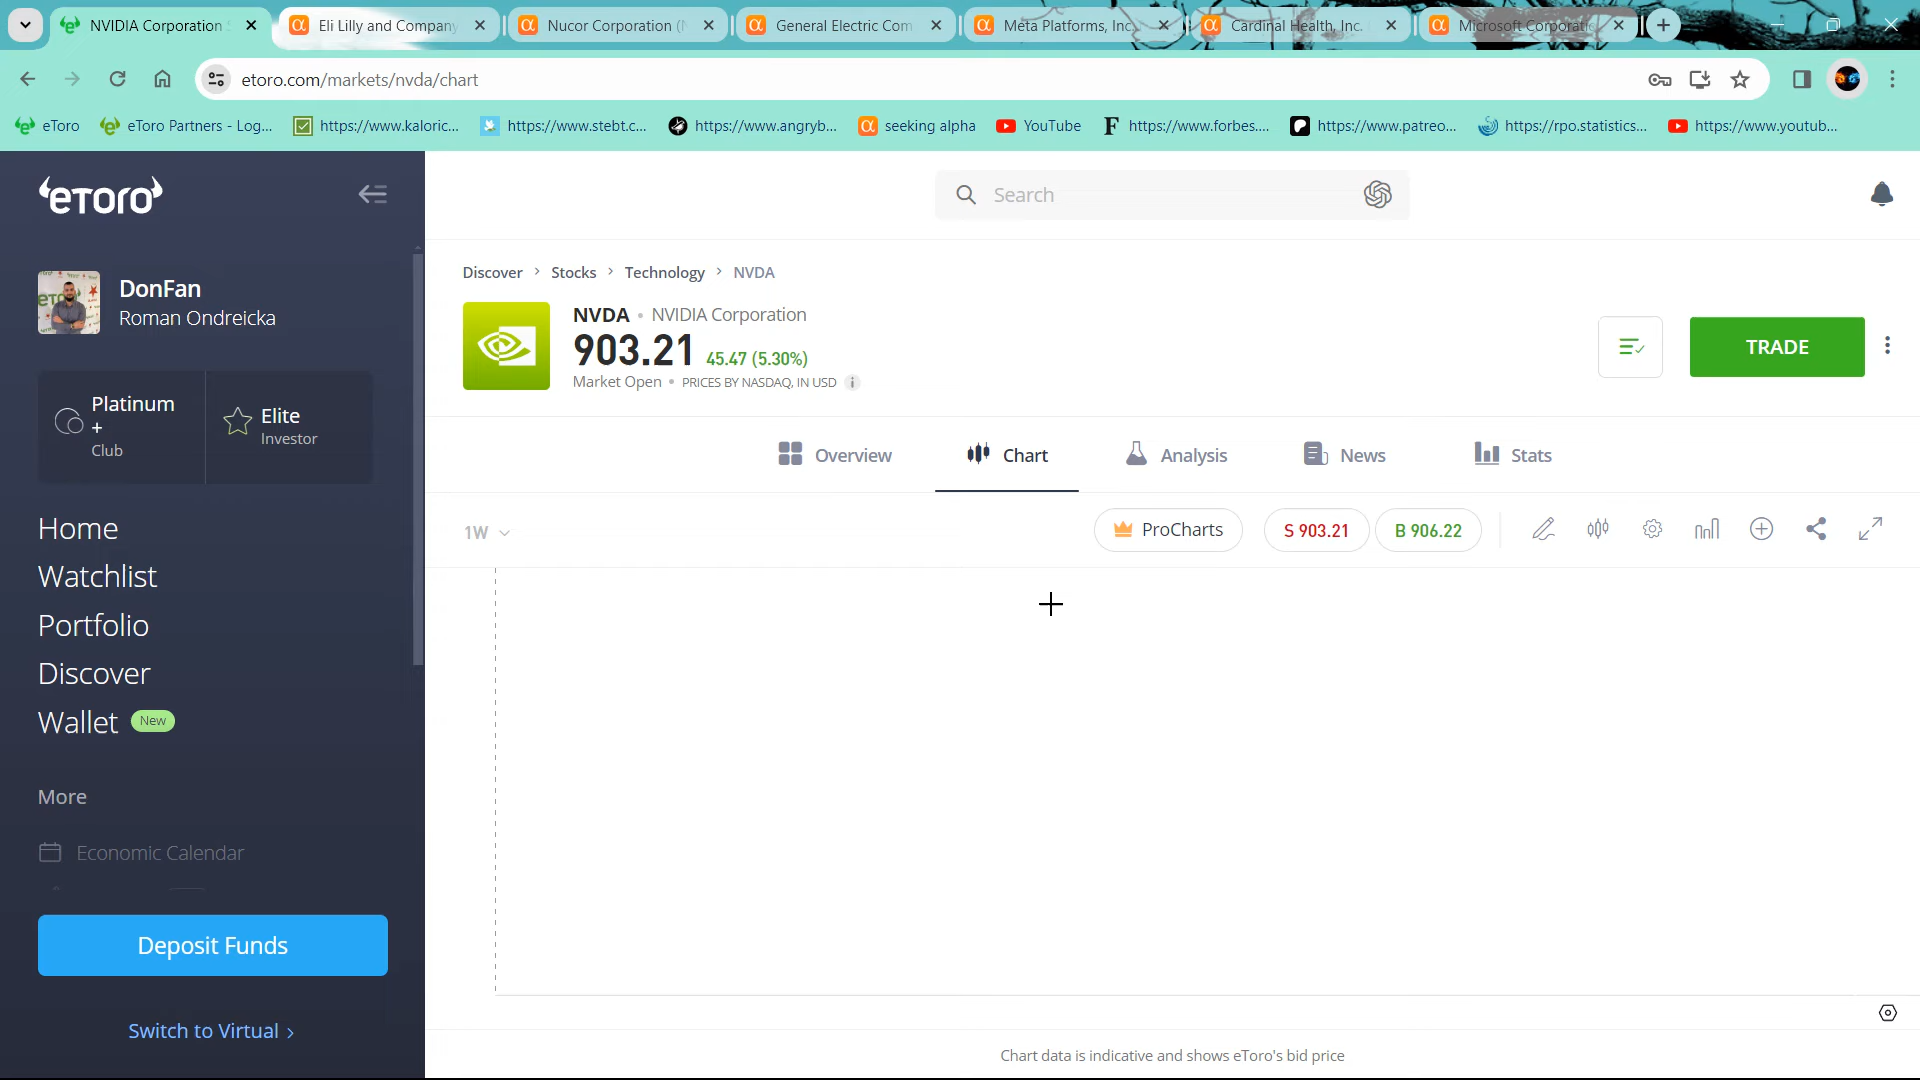 NVIDIA Corporation
Eli Lilly and Company
Nucor Corporation (
General Electric Com
Meta Platforms, Inc.
Cardinal Health, Inc.
Microsoft Corporati
etoro.com/markets/nvda/chart
eToro
eToro Partners - Log...
https://www.kaloric...
https://www.stebt.c...
https://www.angryb...
seeking alpha
YouTube
https://www.forbes....
https://www.patreo...
https://rpo.statistics...
https://www.youtub...
eToro
Search
DonFan
Roman Ondreicka
Platinum
+
Club
Elite
Investor
Home
Watchlist
Portfolio
Discover
Wallet New
More
Economic Calendar
Deposit Funds
Switch to Virtual >
Discover > Stocks > Technology > NVDA
NVDA • NVIDIA Corporation
903.21 45.47 (5.30%)
Market Open • PRICES BY NASDAQ, IN USD
TRADE
Overview
Chart
Analysis
News
Stats
1W
ProCharts
S 903.21
B 906.22
Chart data is indicative and shows eToro's bid price